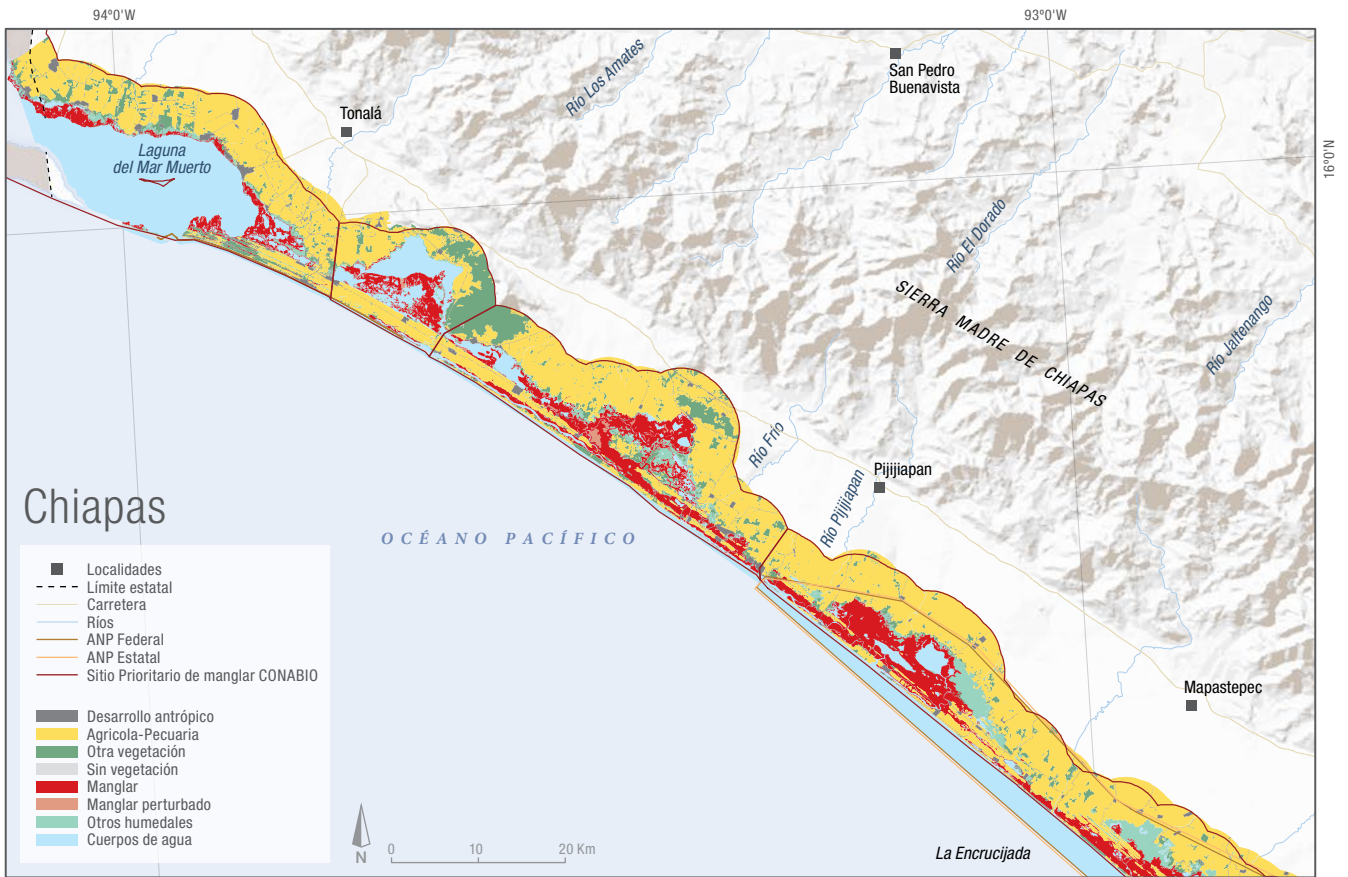 94°0'W
93°0'W
San Pedro
Buenavista
Río Los Amates
Tonalá
16°0'N
Laguna
del Mar Muerto
Río El Dorado
SIERRA MADRE DE CHIAPAS
Río Jaltenango
Río Frío
Pijijiapan
Río Pijijiapan
Chiapas
OCÉANO PACÍFICO
Localidades
Límite estatal
Carretera
Ríos
ANP Federal
ANP Estatal
Sitio Prioritario de manglar CONABIO
Mapastepec
Desarrollo antrópico
Agricola-Pecuaria
Otra vegetación
Sin vegetación
Manglar
Manglar perturbado
Otros humedales
Cuerpos de agua
N
0 10 20 Km
La Encrucijada